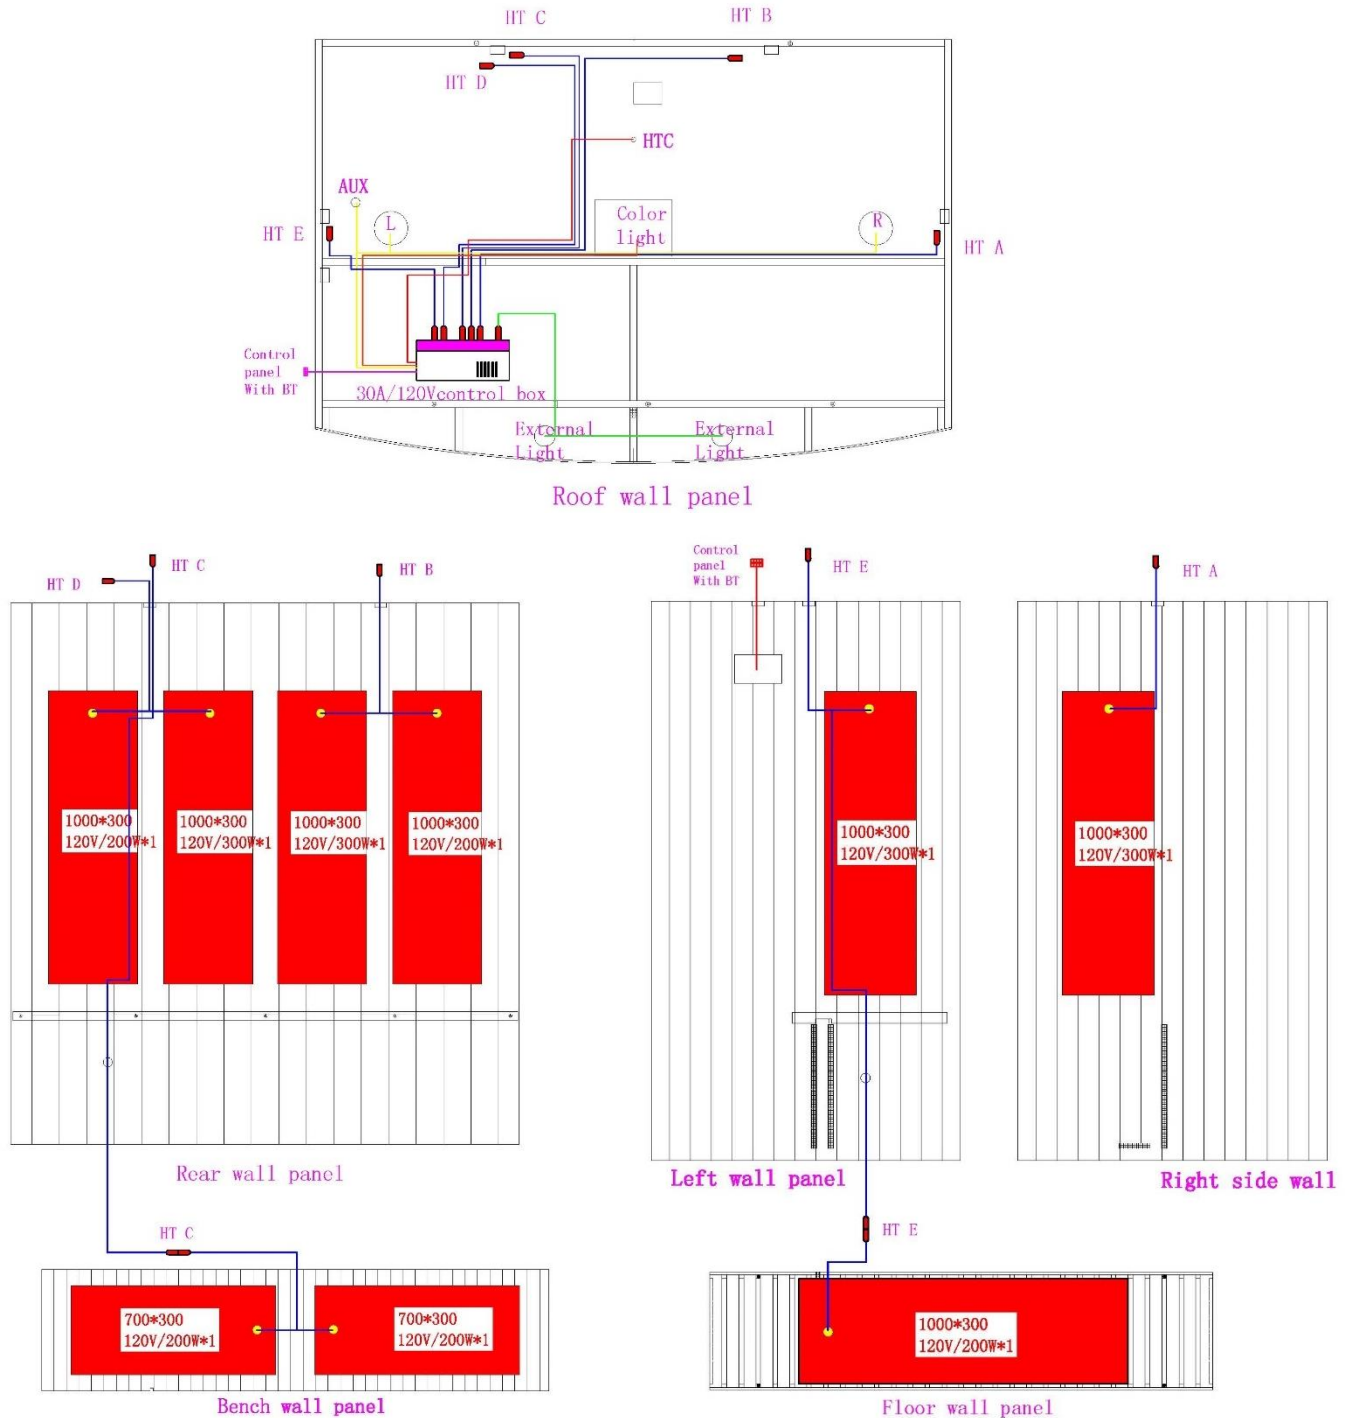 HT C
HT B
HT D
HTC
AUX
L
Color
light
R
HT E
HT A
Control
panel
With BT
30A/120Vcontrol box
External
Light
External
Light
Roof wall panel
HT D
HT C
HT B
1000*300
120V/200W*1
1000*300
120V/300W*1
1000*300
120V/300W*1
1000*300
120V/200W*1
Rear wall panel
Control
panel
With BT
HT E
1000*300
120V/300W*1
Left wall panel
HT A
1000*300
120V/300W*1
Right side wall
HT C
700*300
120V/200W*1
700*300
120V/200W*1
Bench wall panel
HT E
1000*300
120V/200W*1
Floor wall panel